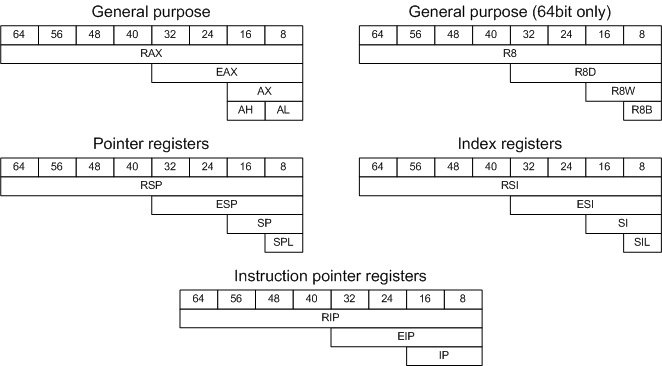 General purpose
64 56 48 40 32 24 16 8
RAX
EAX
AX
AH AL
General purpose (64bit only)
64 56 48 40 32 24 16 8
R8
R8D
R8W
R8B
Pointer registers
64 56 48 40 32 24 16 8
RSP
ESP
SP
SPL
Index registers
64 56 48 40 32 24 16 8
RSI
ESI
SI
SIL
Instruction pointer registers
64 56 48 40 32 24 16 8
RIP
EIP
IP